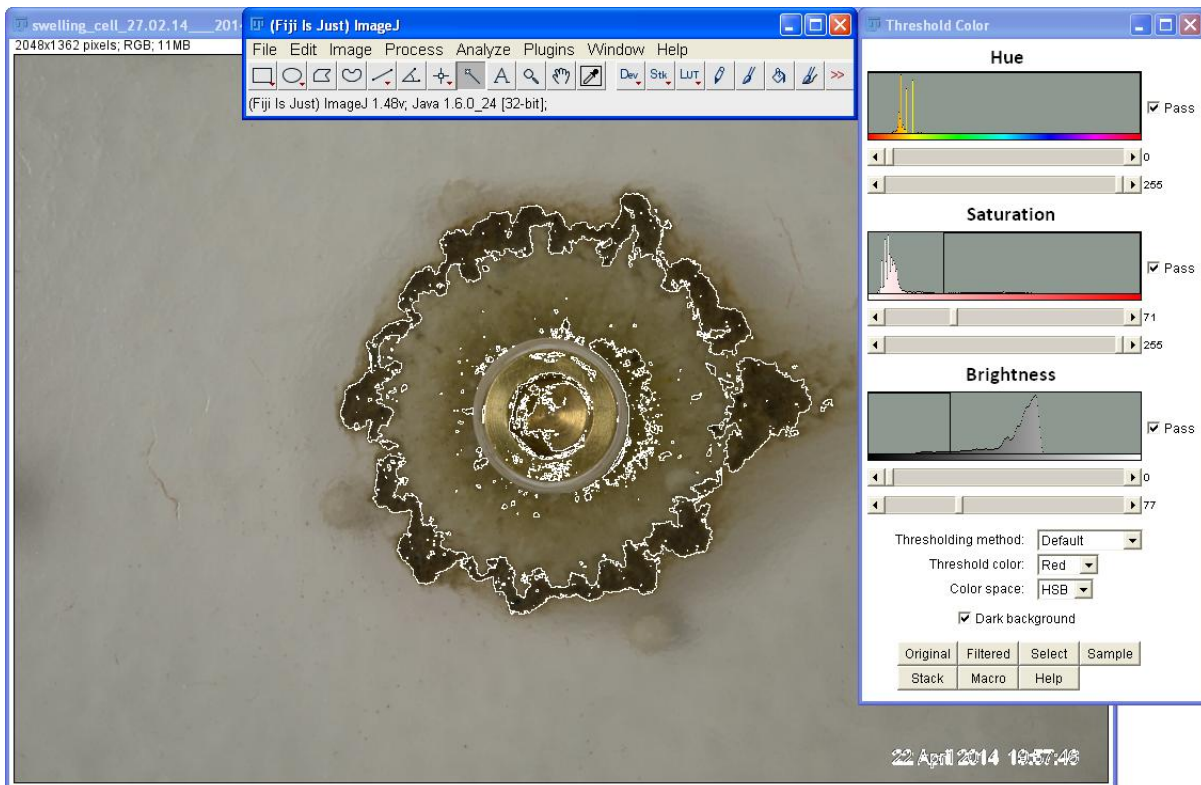 swelling_cell_27.02.14___201
2048x1362 pixels; RGB; 11MB
(Fiji Is Just) ImageJ
File Edit Image Process Analyze Plugins Window Help
A Dev Stk LUT >>
(Fiji Is Just) ImageJ 1.48v; Java 1.6.0_24 [32-bit];
Threshold Color
Hue
Pass
0
255
Saturation
Pass
71
255
Brightness
Pass
0
77
Thresholding method: Default
Threshold color: Red
Color space: HSB
Dark background
Original Filtered Select Sample
Stack Macro Help
22 April 2014 19:57:46